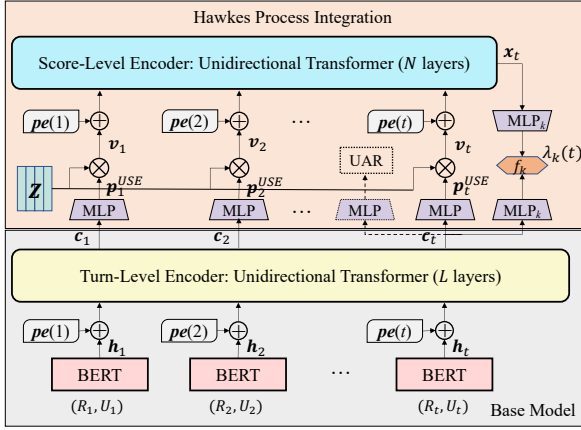 Hawkes Process Integration
Score-Level Encoder: Unidirectional Transformer (N layers)
x_t
pe(1) pe(2) ... pe(t) MLP_k
v_1 v_2 v_t UAR f_k λ_k(t)
Z p_1^{USE} p_2^{USE} p_t^{USE}
MLP MLP ... MLP MLP MLP_k
c_1 c_2 c_t
Turn-Level Encoder: Unidirectional Transformer (L layers)
pe(1) pe(2) pe(t)
h_1 h_2 h_t
BERT BERT ... BERT
(R_1, U_1) (R_2, U_2) (R_t, U_t)
Base Model